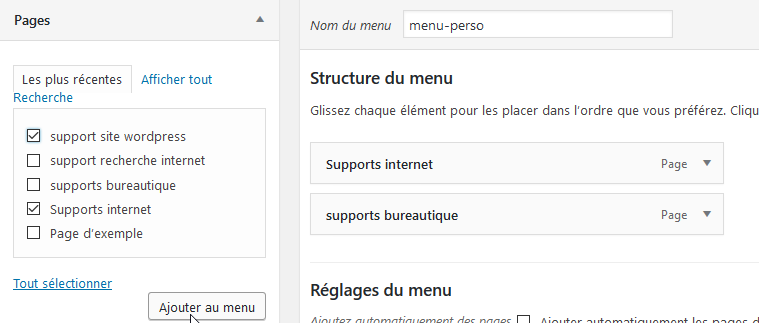 Pages
Les plus récentes
Afficher tout
Recherche
support site wordpress
support recherche internet
supports bureautique
Supports internet
Page d'exemple
Tout sélectionner
Ajouter au menu
Nom du menu
menu-perso
Structure du menu
Glissez chaque élément pour les placer dans l'ordre que vous préférez. Cliqu
Supports internet Page
supports bureautique Page
Réglages du menu
Ajoutez automatiquement des pages
Ajouter automatiquement les pages d